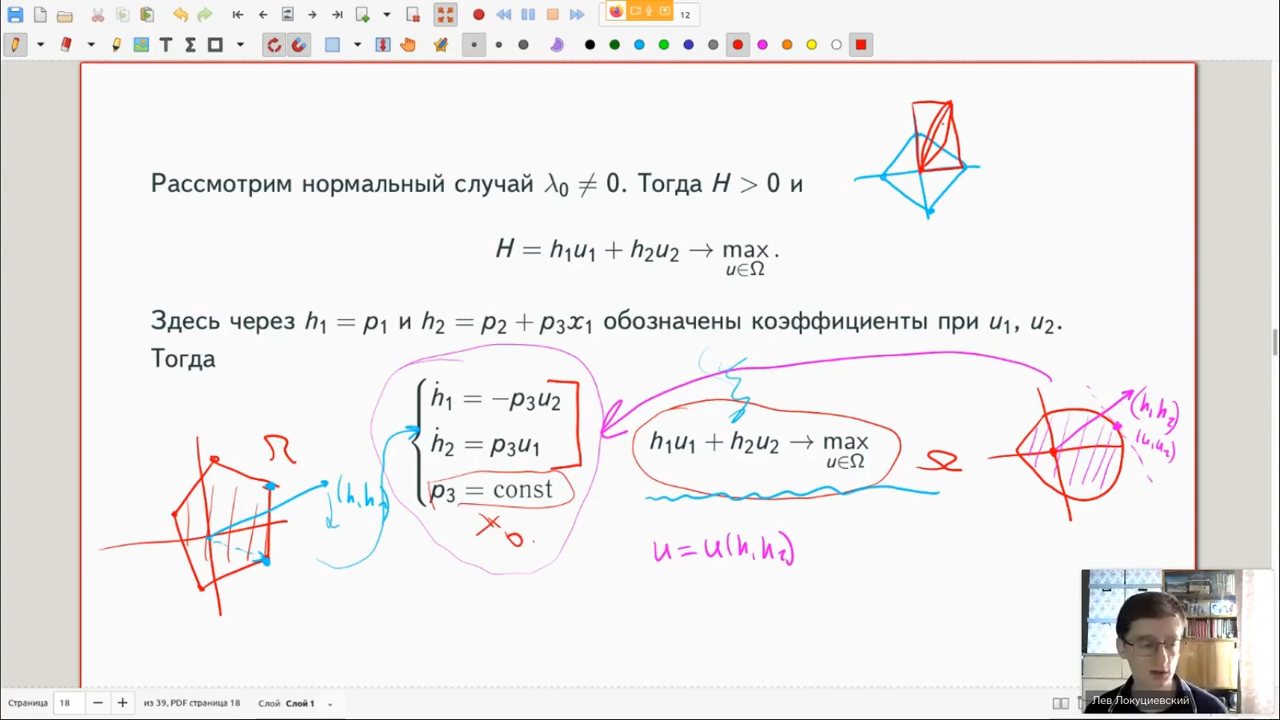 12
Рассмотрим нормальный случай λ₀ ≠ 0. Тогда H > 0 и
H = h₁u₁ + h₂u₂ → max
u∈Ω .
Здесь через h₁ = p₁ и h₂ = p₂ + p₃x₁ обозначены коэффициенты при u₁, u₂.
Тогда
ḣ₁ = −p₃u₂
ḣ₂ = p₃u₁
p₃ = const
h₁u₁ + h₂u₂ → max
u∈Ω
Ω
Ω
(h₁h₂)
(u₁u₂)
u = u(h₁h₂)
Лев Локуциевский
Страница 18 из 39, PDF страница 18 Слой Слой 1